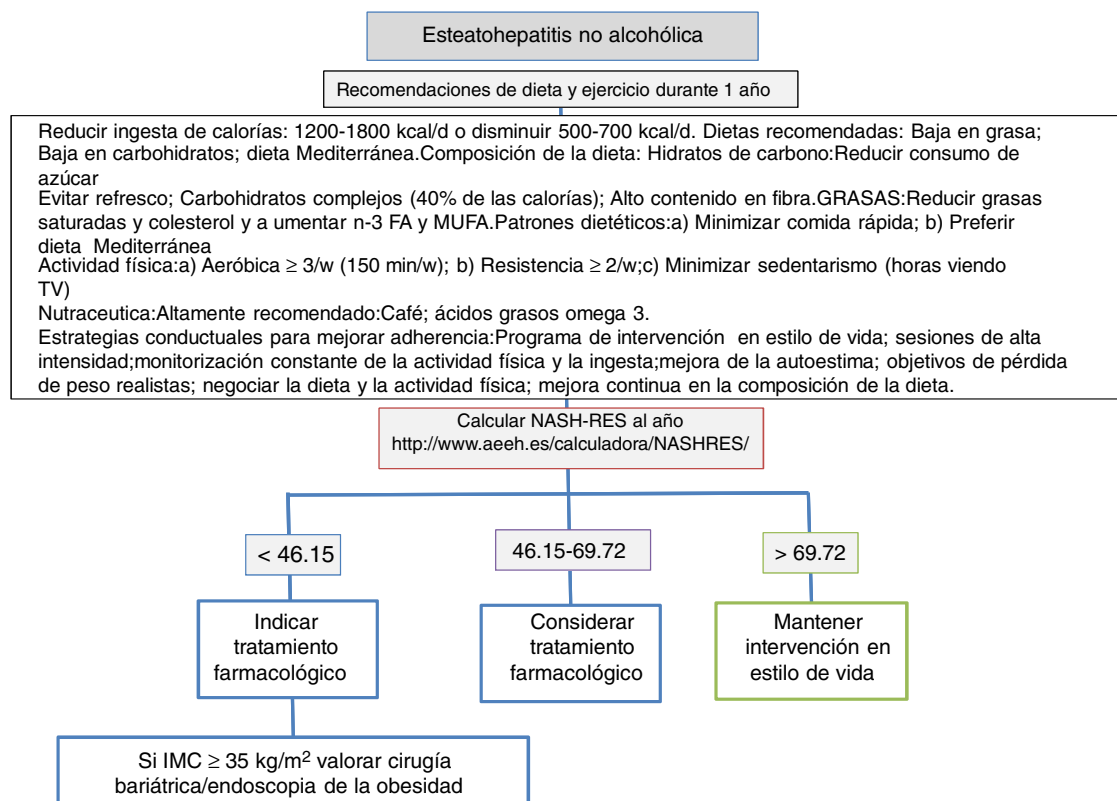 Esteatohepatitis no alcohólica
Recomendaciones de dieta y ejercicio durante 1 año
Reducir ingesta de calorías: 1200-1800 kcal/d o disminuir 500-700 kcal/d. Dietas recomendadas: Baja en grasa;
Baja en carbohidratos; dieta Mediterránea.Composición de la dieta: Hidratos de carbono:Reducir consumo de
azúcar
Evitar refresco; Carbohidratos complejos (40% de las calorías); Alto contenido en fibra.GRASAS:Reducir grasas
saturadas y colesterol y a umentar n-3 FA y MUFA.Patrones dietéticos:a) Minimizar comida rápida; b) Preferir
dieta Mediterránea
Actividad física:a) Aeróbica ≥ 3/w (150 min/w); b) Resistencia ≥ 2/w;c) Minimizar sedentarismo (horas viendo
TV)
Nutraceutica:Altamente recomendado:Café; ácidos grasos omega 3.
Estrategias conductuales para mejorar adherencia:Programa de intervención en estilo de vida; sesiones de alta
intensidad;monitorización constante de la actividad física y la ingesta;mejora de la autoestima; objetivos de pérdida
de peso realistas; negociar la dieta y la actividad física; mejora continua en la composición de la dieta.
Calcular NASH-RES al año
http://www.aeeh.es/calculadora/NASHRES/
< 46.15
46.15-69.72
> 69.72
Indicar
tratamiento
farmacológico
Considerar
tratamiento
farmacológico
Mantener
intervención en
estilo de vida
Si IMC ≥ 35 kg/m² valorar cirugía
bariátrica/endoscopia de la obesidad